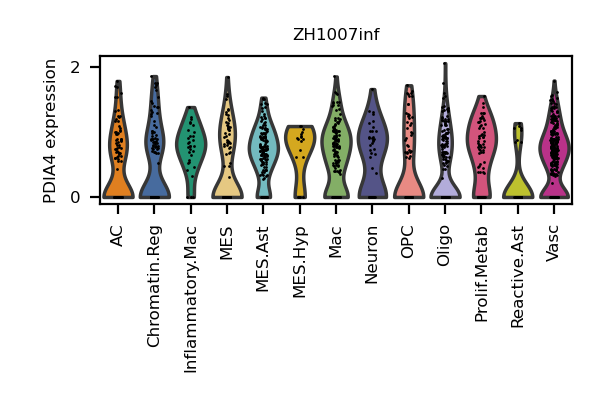 ZH1007inf
PDIA4 expression
2
0
AC
Chromatin.Reg
Inflammatory.Mac
MES
MES.Ast
MES.Hyp
Mac
Neuron
OPC
Oligo
Prolif.Metab
Reactive.Ast
Vasc